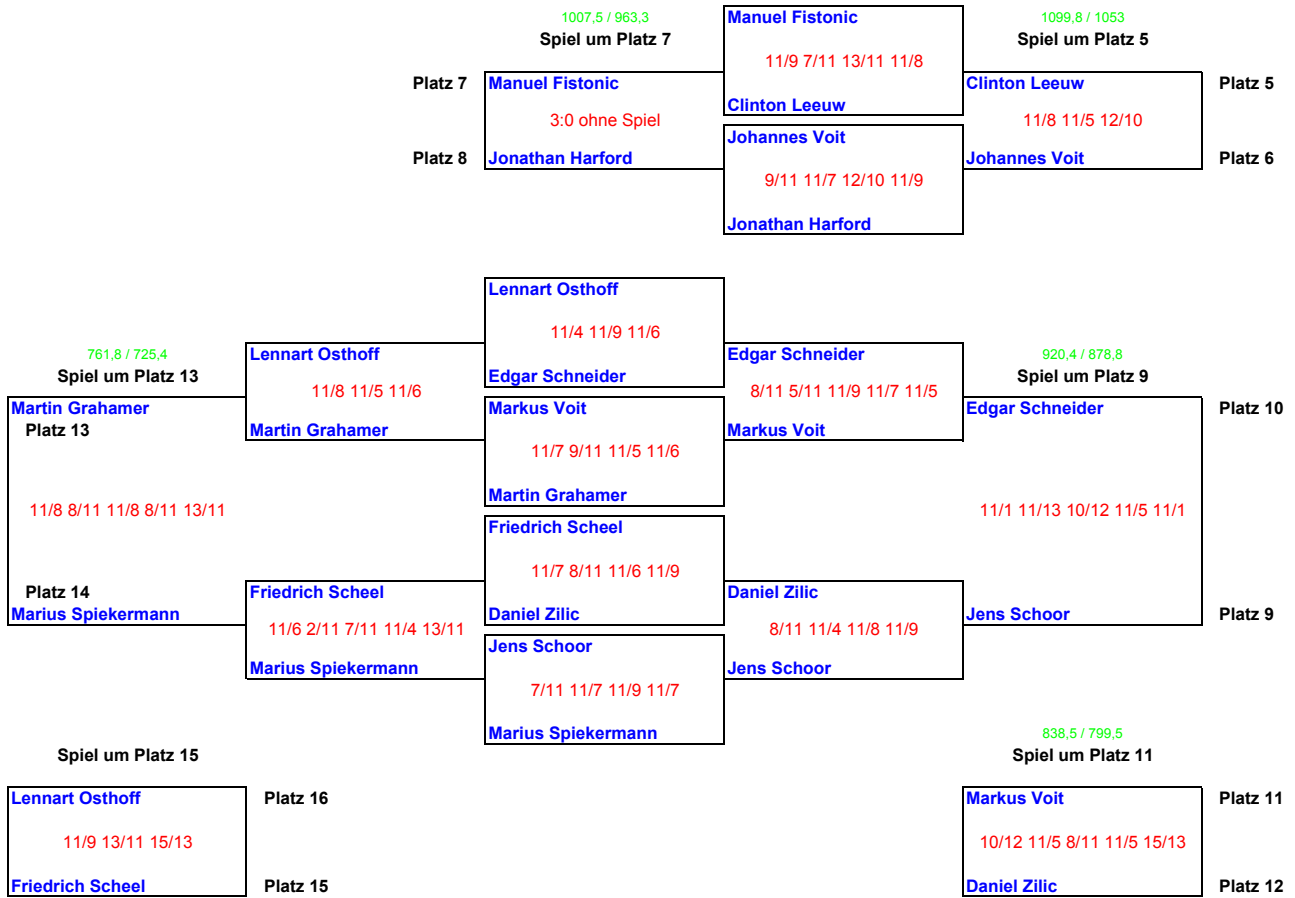 1007,5 / 963,3 Manuel Fistonic 1099,8 / 1053
Spiel um Platz 7 Spiel um Platz 5
11/9 7/11 13/11 11/8
Platz 7 Manuel Fistonic Clinton Leeuw Platz 5
Clinton Leeuw
3:0 ohne Spiel 11/8 11/5 12/10
Johannes Voit
Platz 8 Jonathan Harford Johannes Voit Platz 6
9/11 11/7 12/10 11/9
Jonathan Harford
Lennart Osthoff
11/4 11/9 11/6
761,8 / 725,4 Lennart Osthoff Edgar Schneider 920,4 / 878,8
Spiel um Platz 13 Edgar Schneider Spiel um Platz 9
11/8 11/5 11/6 8/11 5/11 11/9 11/7 11/5
Martin Grahamer Markus Voit Edgar Schneider Platz 10
Platz 13 Martin Grahamer Markus Voit
11/7 9/11 11/5 11/6
Martin Grahamer
11/8 8/11 11/8 8/11 13/11 11/1 11/13 10/12 11/5 11/1
Friedrich Scheel
11/7 8/11 11/6 11/9
Platz 14 Friedrich Scheel Daniel Zilic
Marius Spiekermann Daniel Zilic Jens Schoor Platz 9
11/6 2/11 7/11 11/4 13/11 8/11 11/4 11/8 11/9
Jens Schoor
Marius Spiekermann Jens Schoor
7/11 11/7 11/9 11/7
Marius Spiekermann 838,5 / 799,5
Spiel um Platz 15 Spiel um Platz 11
Lennart Osthoff Platz 16 Markus Voit Platz 11
11/9 13/11 15/13 10/12 11/5 8/11 11/5 15/13
Friedrich Scheel Platz 15 Daniel Zilic Platz 12